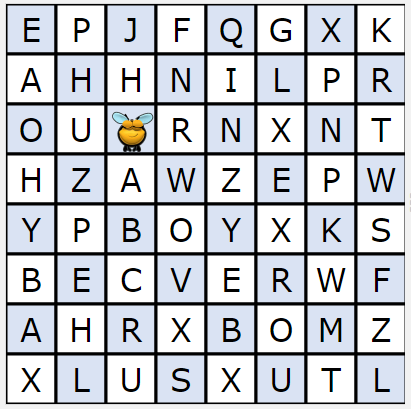 E P J F Q G X K
A H H N I L P R
O U R N X N T
H Z A W Z E P W
Y P B O Y X K S
B E C V E R W F
A H R X B O M Z
X L U S X U T L